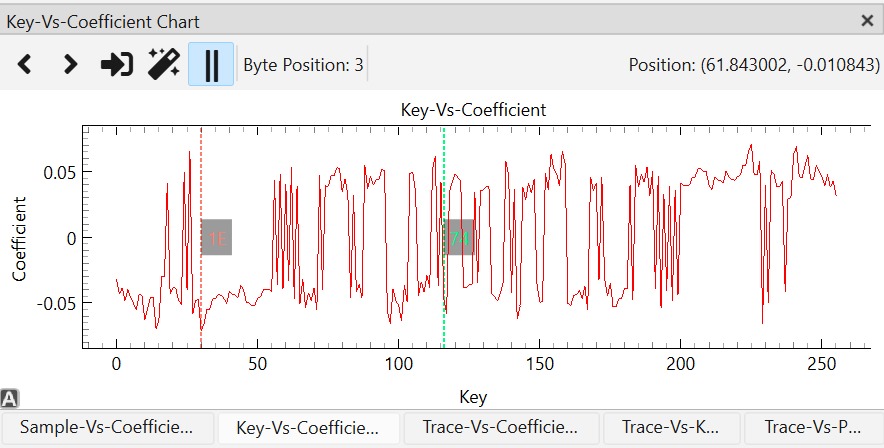 Key-Vs-Coefficient Chart
Byte Position: 3
Position: (61.843002, -0.010843)
Key-Vs-Coefficient
Coefficient
0.05
0
-0.05
1E
74
0 50 100 150 200 250
Key
A
Sample-Vs-Coefficie... Key-Vs-Coefficie... Trace-Vs-Coefficie... Trace-Vs-K... Trace-Vs-P...